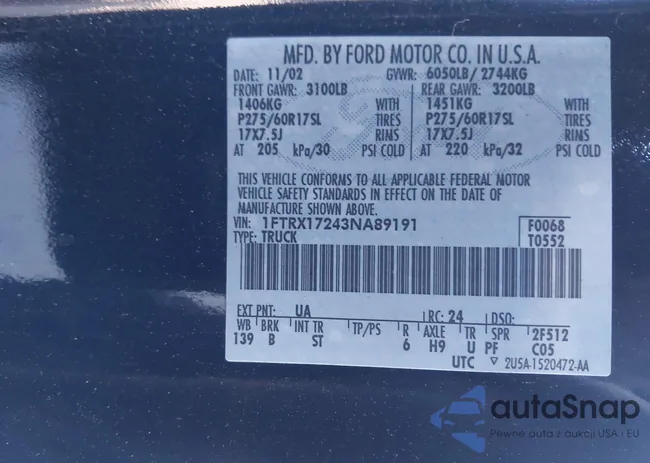 MFD. BY FORD MOTOR CO. IN U.S.A.
DATE: 11/02 GVWR: 6050LB/ 2744KG
FRONT GAWR: 3100LB REAR GAWR: 3200LB
1406KG WITH 1451KG WITH
P275/60R17SL TIRES P275/60R17SL TIRES
17X7.5J RIMS 17X7.5J RIMS
AT 205 kPa/30 PSI COLD AT 220 kPa/32 PSI COLD
THIS VEHICLE CONFORMS TO ALL APPLICABLE FEDERAL MOTOR
VEHICLE SAFETY STANDARDS IN EFFECT ON THE DATE OF
MANUFACTURE SHOWN ABOVE.
VIN: 1FTRX17243NA89191 F0068
TYPE: TRUCK T0552
EXT PNT: UA RC: 24 DSO:
WB BRK INT TR TP/PS R AXLE TR SPR 2F512
139 B ST 6 H9 U PF C05
UTC 2U5A-1520472-AA
autaSnap
Pewne auta z aukcji USA i EU